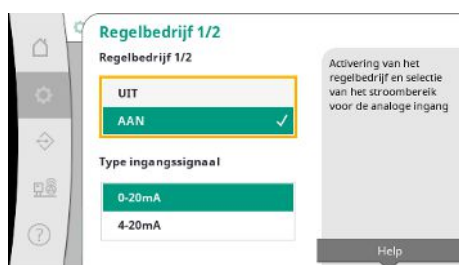 Regelbedrijf 1/2
Regelbedrijf 1/2
UIT
AAN
Type ingangssignaal
0-20mA
4-20mA
Activering van het
regelbedrijf en selectie
van het stroombereik
voor de analoge ingang
Help
?